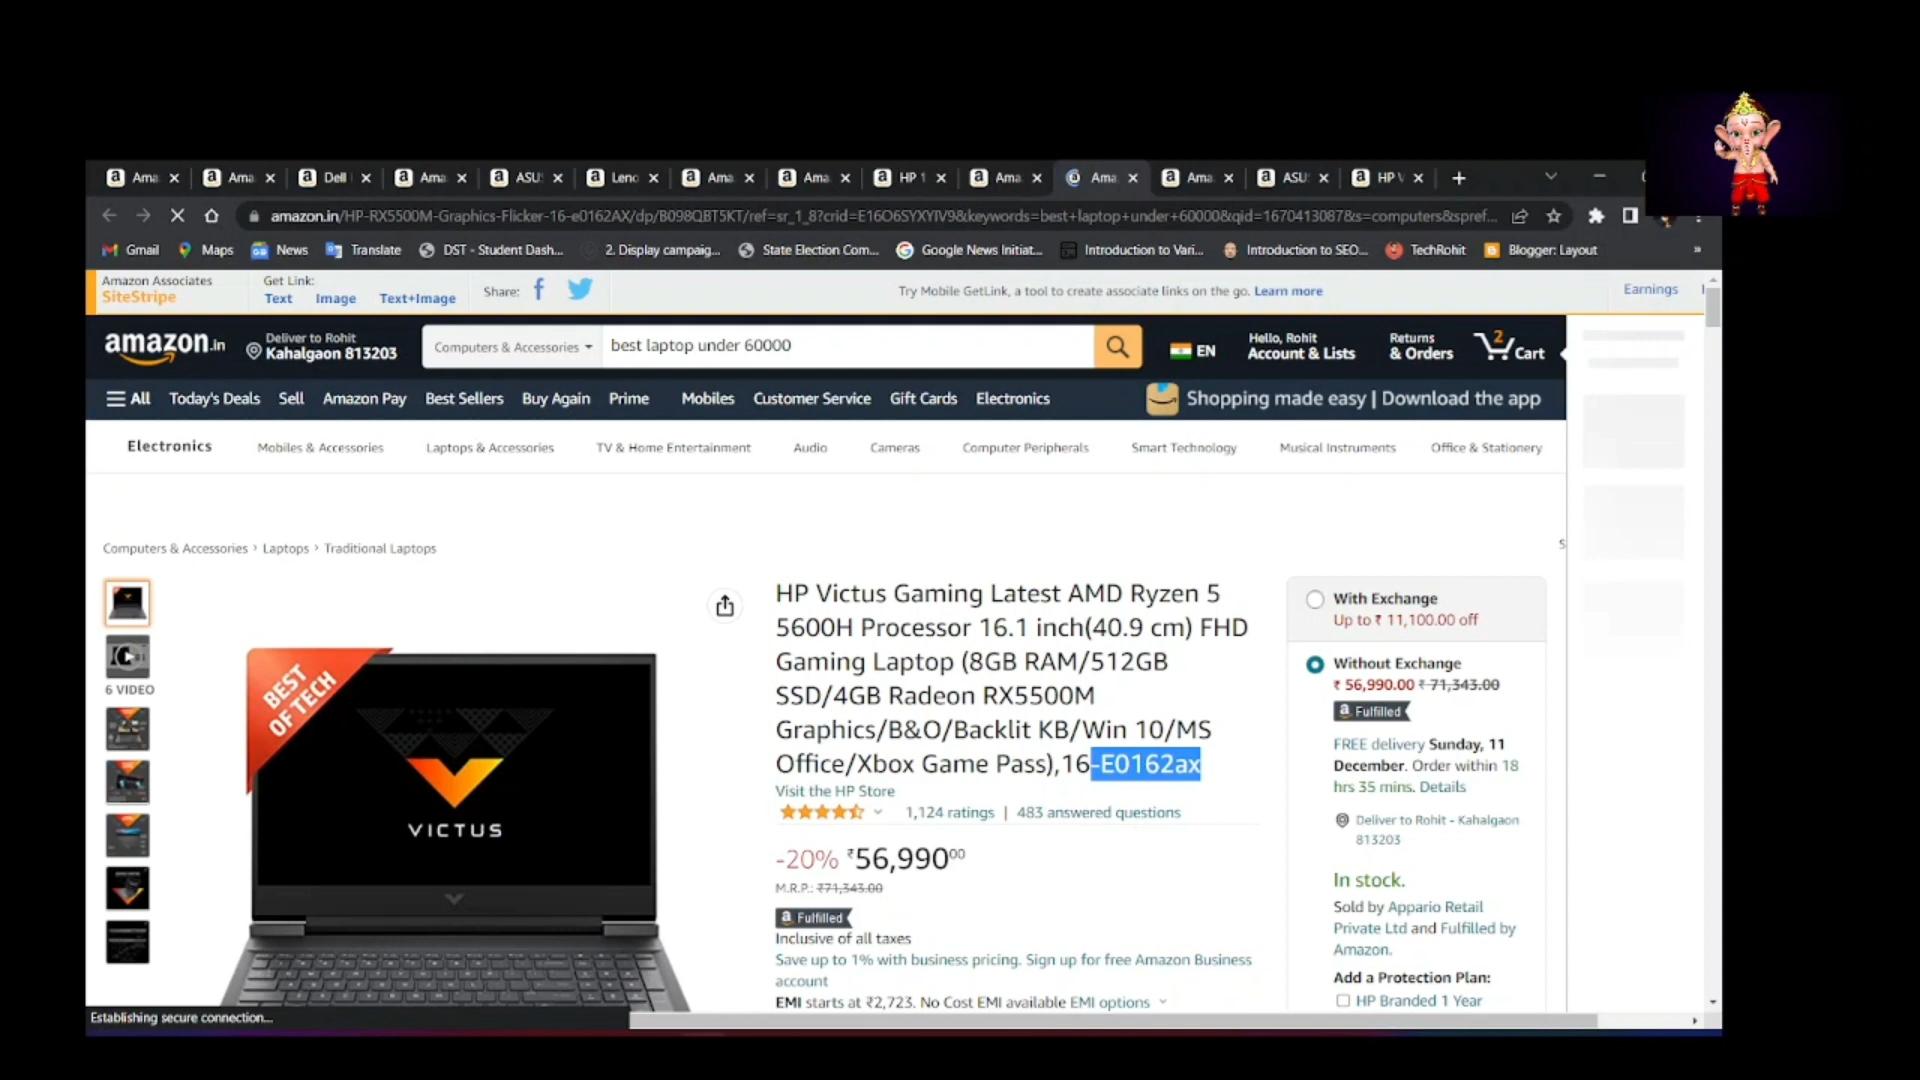 Ama
Ama
Dell
Ama
ASU
Leno
Ama
Ama
HP 1
Ama
Ama
Ama
ASU
HP V
amazon.in/HP-RX5500M-Graphics-Flicker-16-e0162AX/dp/B098QBT5KT/ref=sr_1_8?crid=E16O6SYXYIV9&keywords=best+laptop+under+60000&qid=1670413087&s=computers&spref...
Gmail Maps News Translate DST - Student Dash... 2. Display campaig... State Election Com... Google News Initiat... Introduction to Vari... Introduction to SEO... TechRohit Blogger: Layout »
Amazon Associates
SiteStripe
Get Link:
Text Image Text+Image
Share:
Try Mobile GetLink, a tool to create associate links on the go. Learn more
Earnings
amazon.in
Deliver to Rohit
Kahalgaon 813203
Computers & Accessories
best laptop under 60000
EN
Hello, Rohit
Account & Lists
Returns
& Orders
2
Cart
All Today's Deals Sell Amazon Pay Best Sellers Buy Again Prime Mobiles Customer Service Gift Cards Electronics
Shopping made easy | Download the app
Electronics Mobiles & Accessories Laptops & Accessories TV & Home Entertainment Audio Cameras Computer Peripherals Smart Technology Musical Instruments Office & Stationery
Computers & Accessories › Laptops › Traditional Laptops
S
6 VIDEO
BEST
OF TECH
VICTUS
HP Victus Gaming Latest AMD Ryzen 5
5600H Processor 16.1 inch(40.9 cm) FHD
Gaming Laptop (8GB RAM/512GB
SSD/4GB Radeon RX5500M
Graphics/B&O/Backlit KB/Win 10/MS
Office/Xbox Game Pass),16-E0162ax
Visit the HP Store
1,124 ratings | 483 answered questions
-20% ₹56,99000
M.R.P.: ₹71,343.00
a Fulfilled
Inclusive of all taxes
Save up to 1% with business pricing. Sign up for free Amazon Business
account
EMI starts at ₹2,723. No Cost EMI available EMI options
With Exchange
Up to ₹ 11,100.00 off
Without Exchange
₹ 56,990.00 ₹ 71,343.00
a Fulfilled
FREE delivery Sunday, 11
December. Order within 18
hrs 35 mins. Details
Deliver to Rohit - Kahalgaon
813203
In stock.
Sold by Appario Retail
Private Ltd and Fulfilled by
Amazon.
Add a Protection Plan:
HP Branded 1 Year
Establishing secure connection...